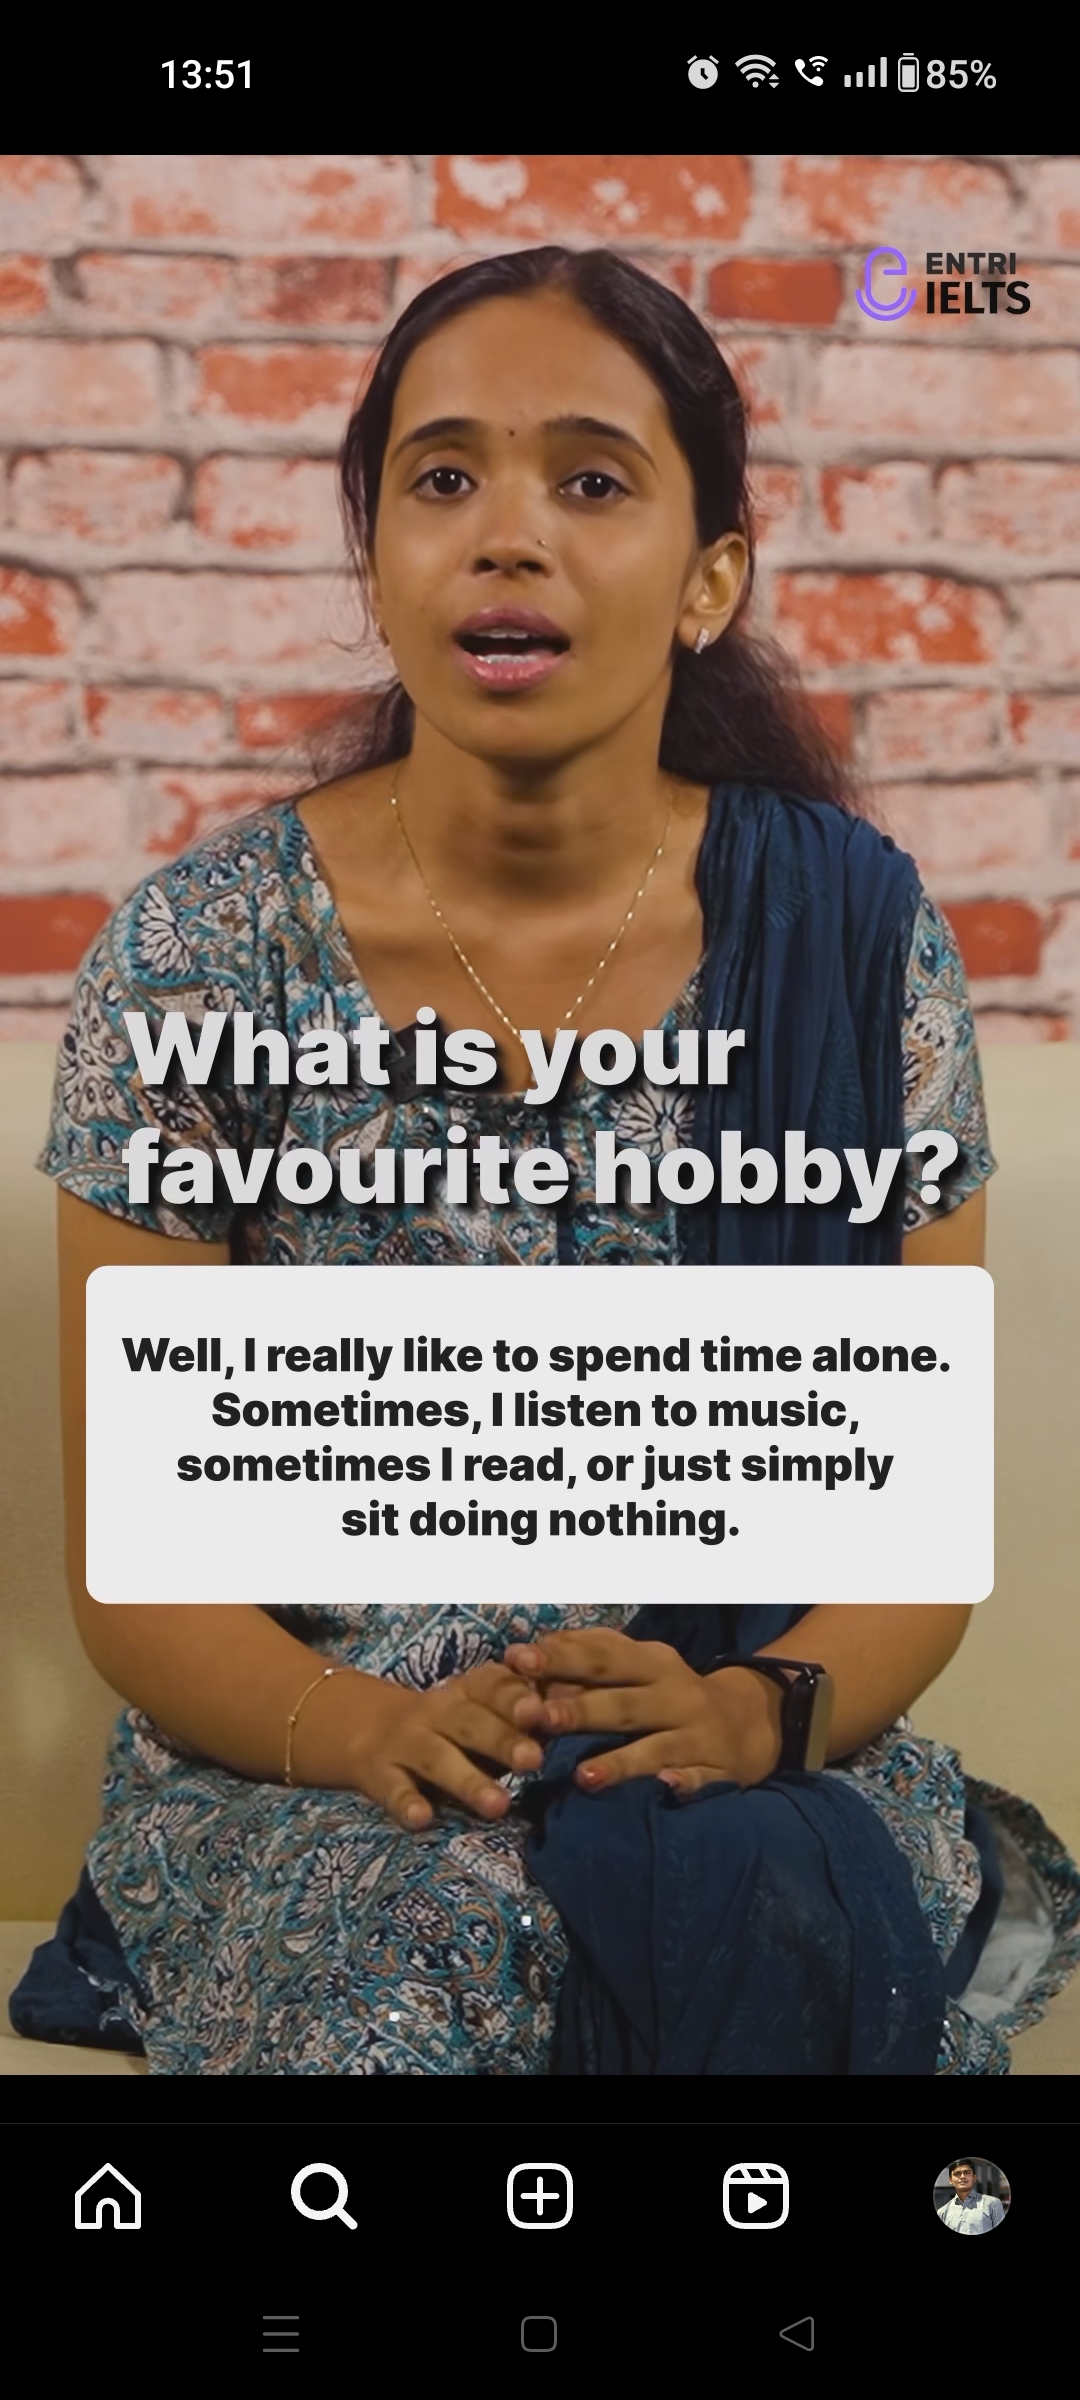 13:51
85%
ENTRI
IELTS
What is your
favourite hobby?
Well, I really like to spend time alone.
Sometimes, I listen to music,
sometimes I read, or just simply
sit doing nothing.